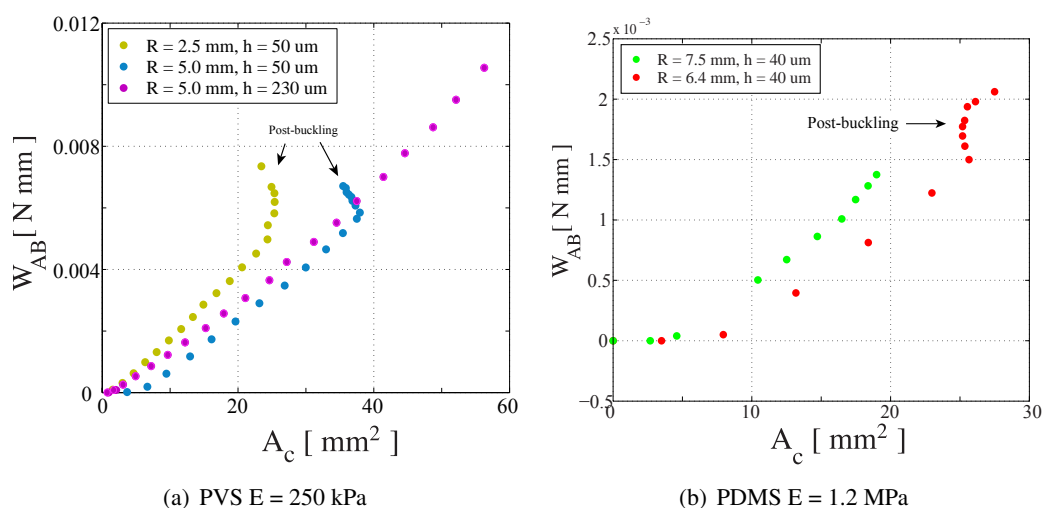 0.012
R = 2.5 mm, h = 50 um
R = 5.0 mm, h = 50 um
R = 5.0 mm, h = 230 um
Post-buckling
0.008
0.004
0
0 20 40 60
W_AB [ N mm ]
A_c [ mm^2 ]
(a) PVS E = 250 kPa
x 10^-3
2.5
R = 7.5 mm, h = 40 um
R = 6.4 mm, h = 40 um
2
Post-buckling
1.5
1
0.5
0
−0.5
0 10 20 30
W_AB [ N mm ]
A_c [ mm^2 ]
(b) PDMS E = 1.2 MPa